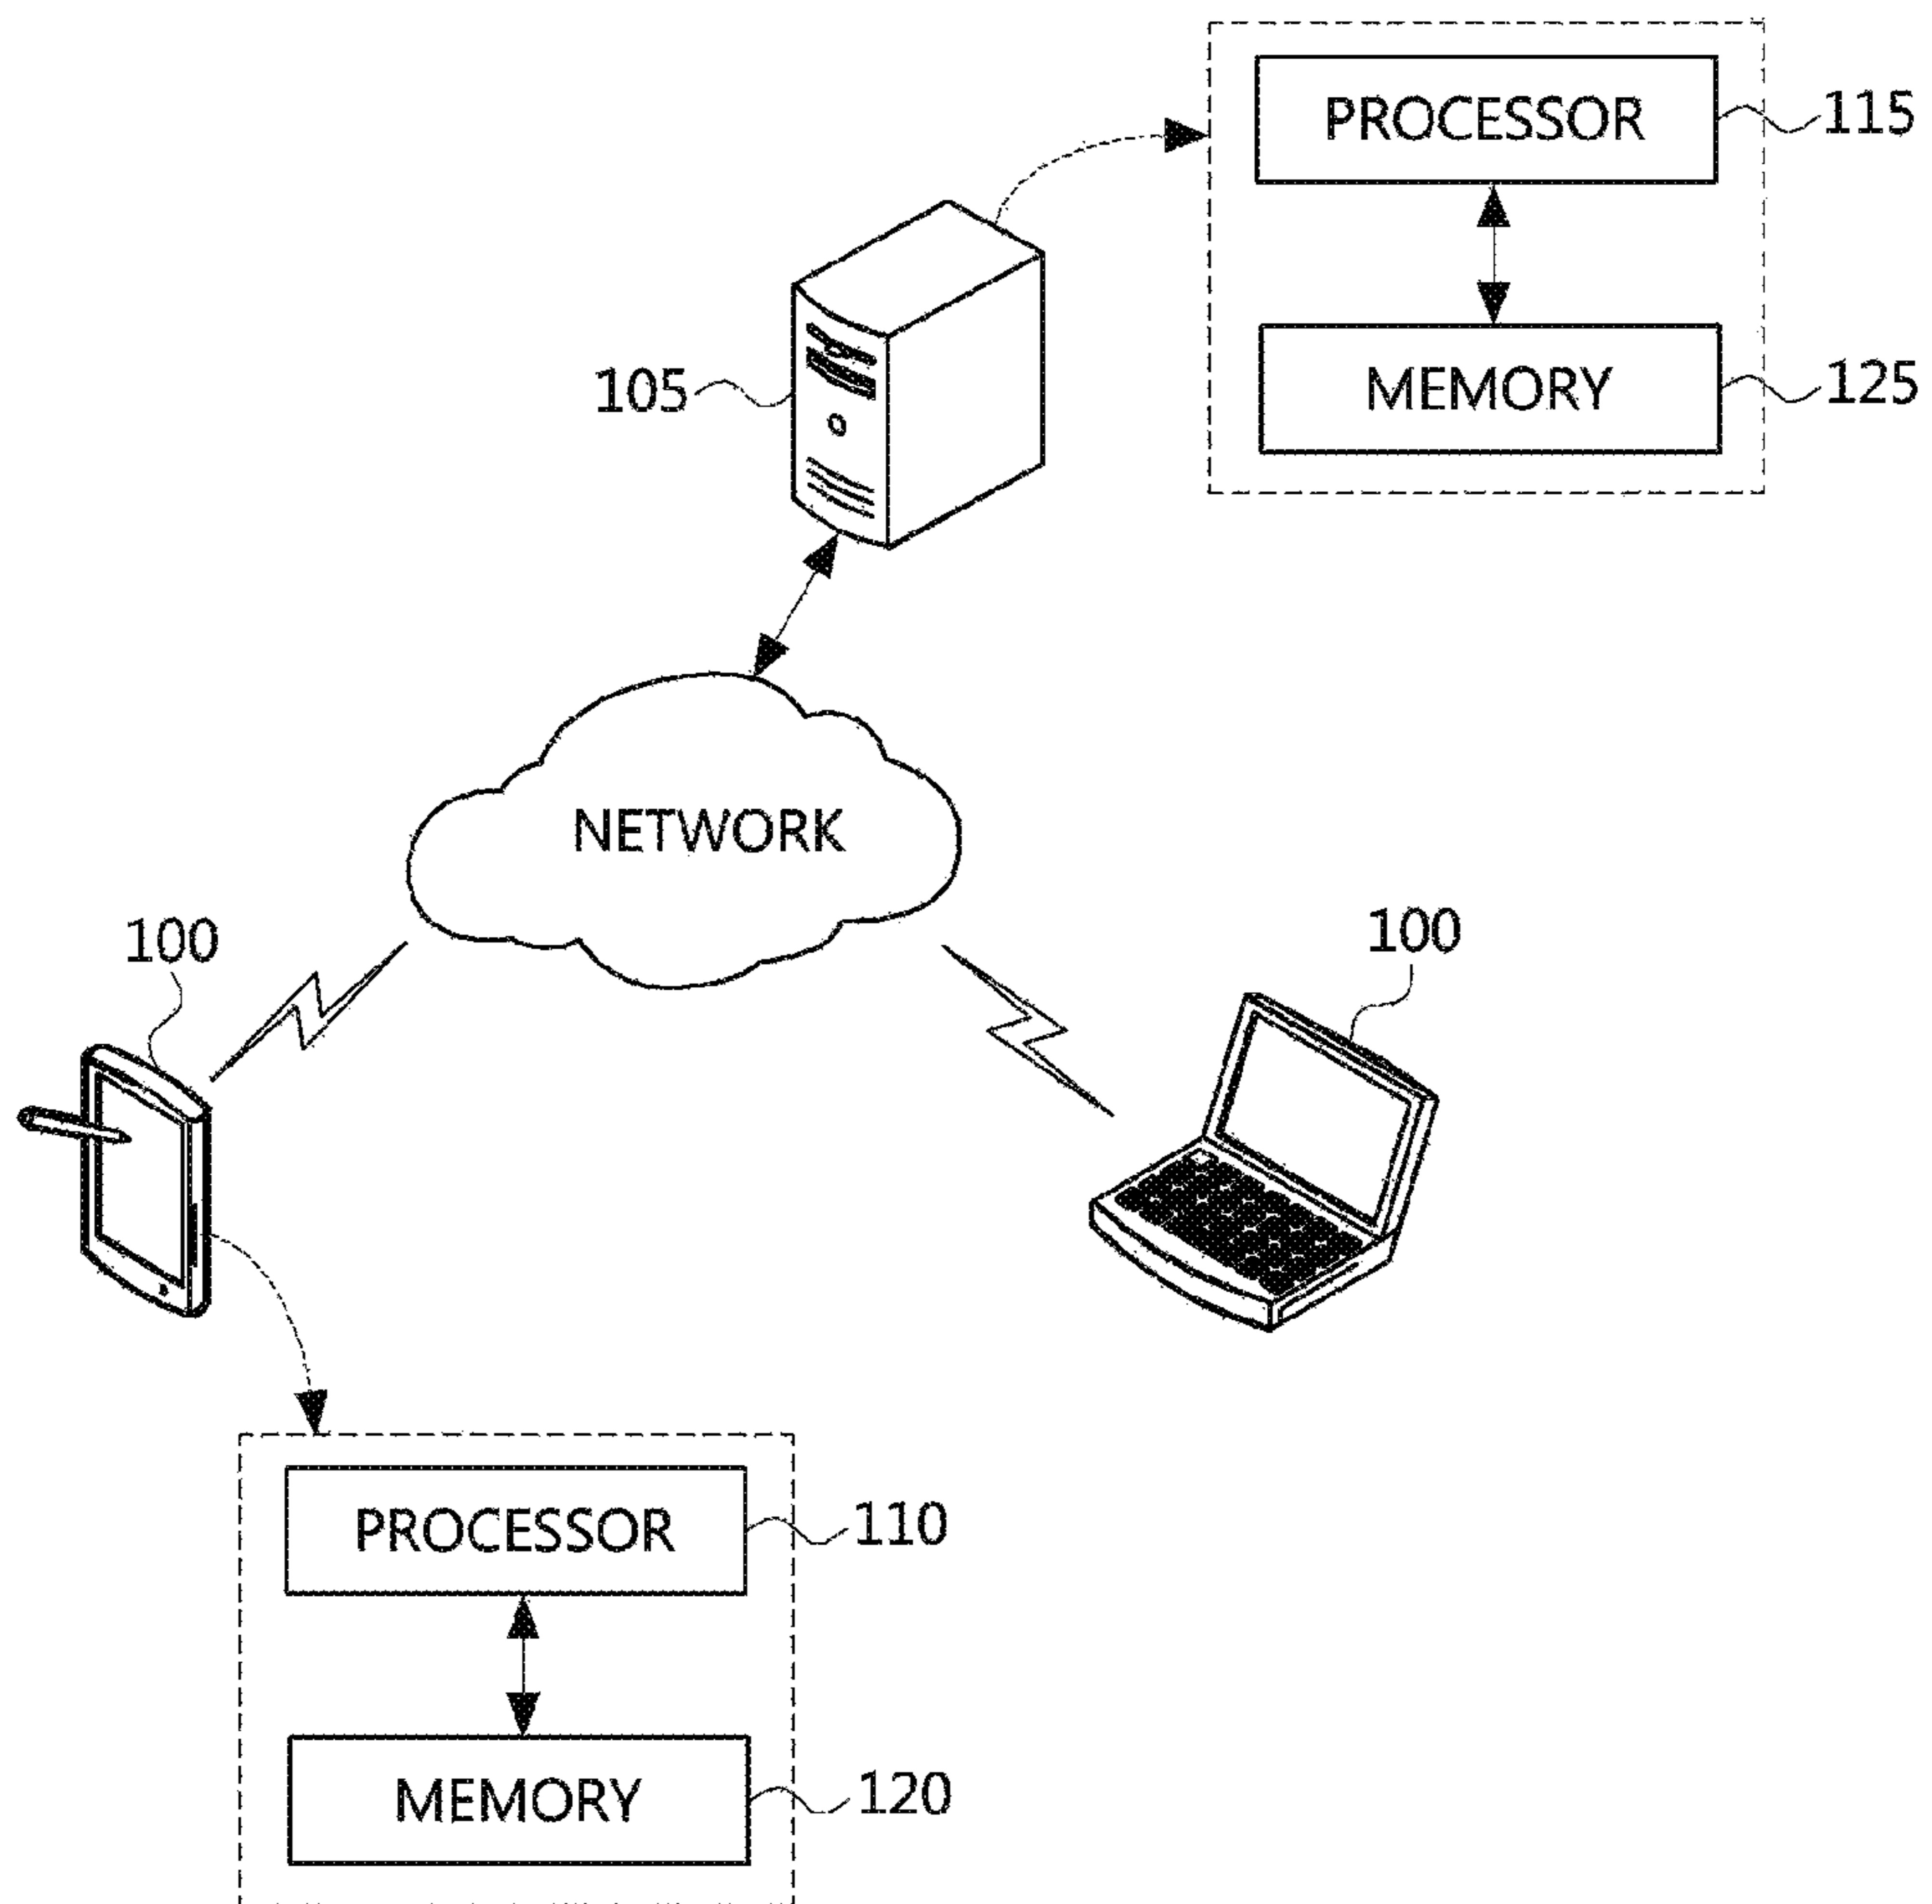 PROCESSOR 115
105 MEMORY 125
NETWORK
100 100
PROCESSOR 110
MEMORY 120